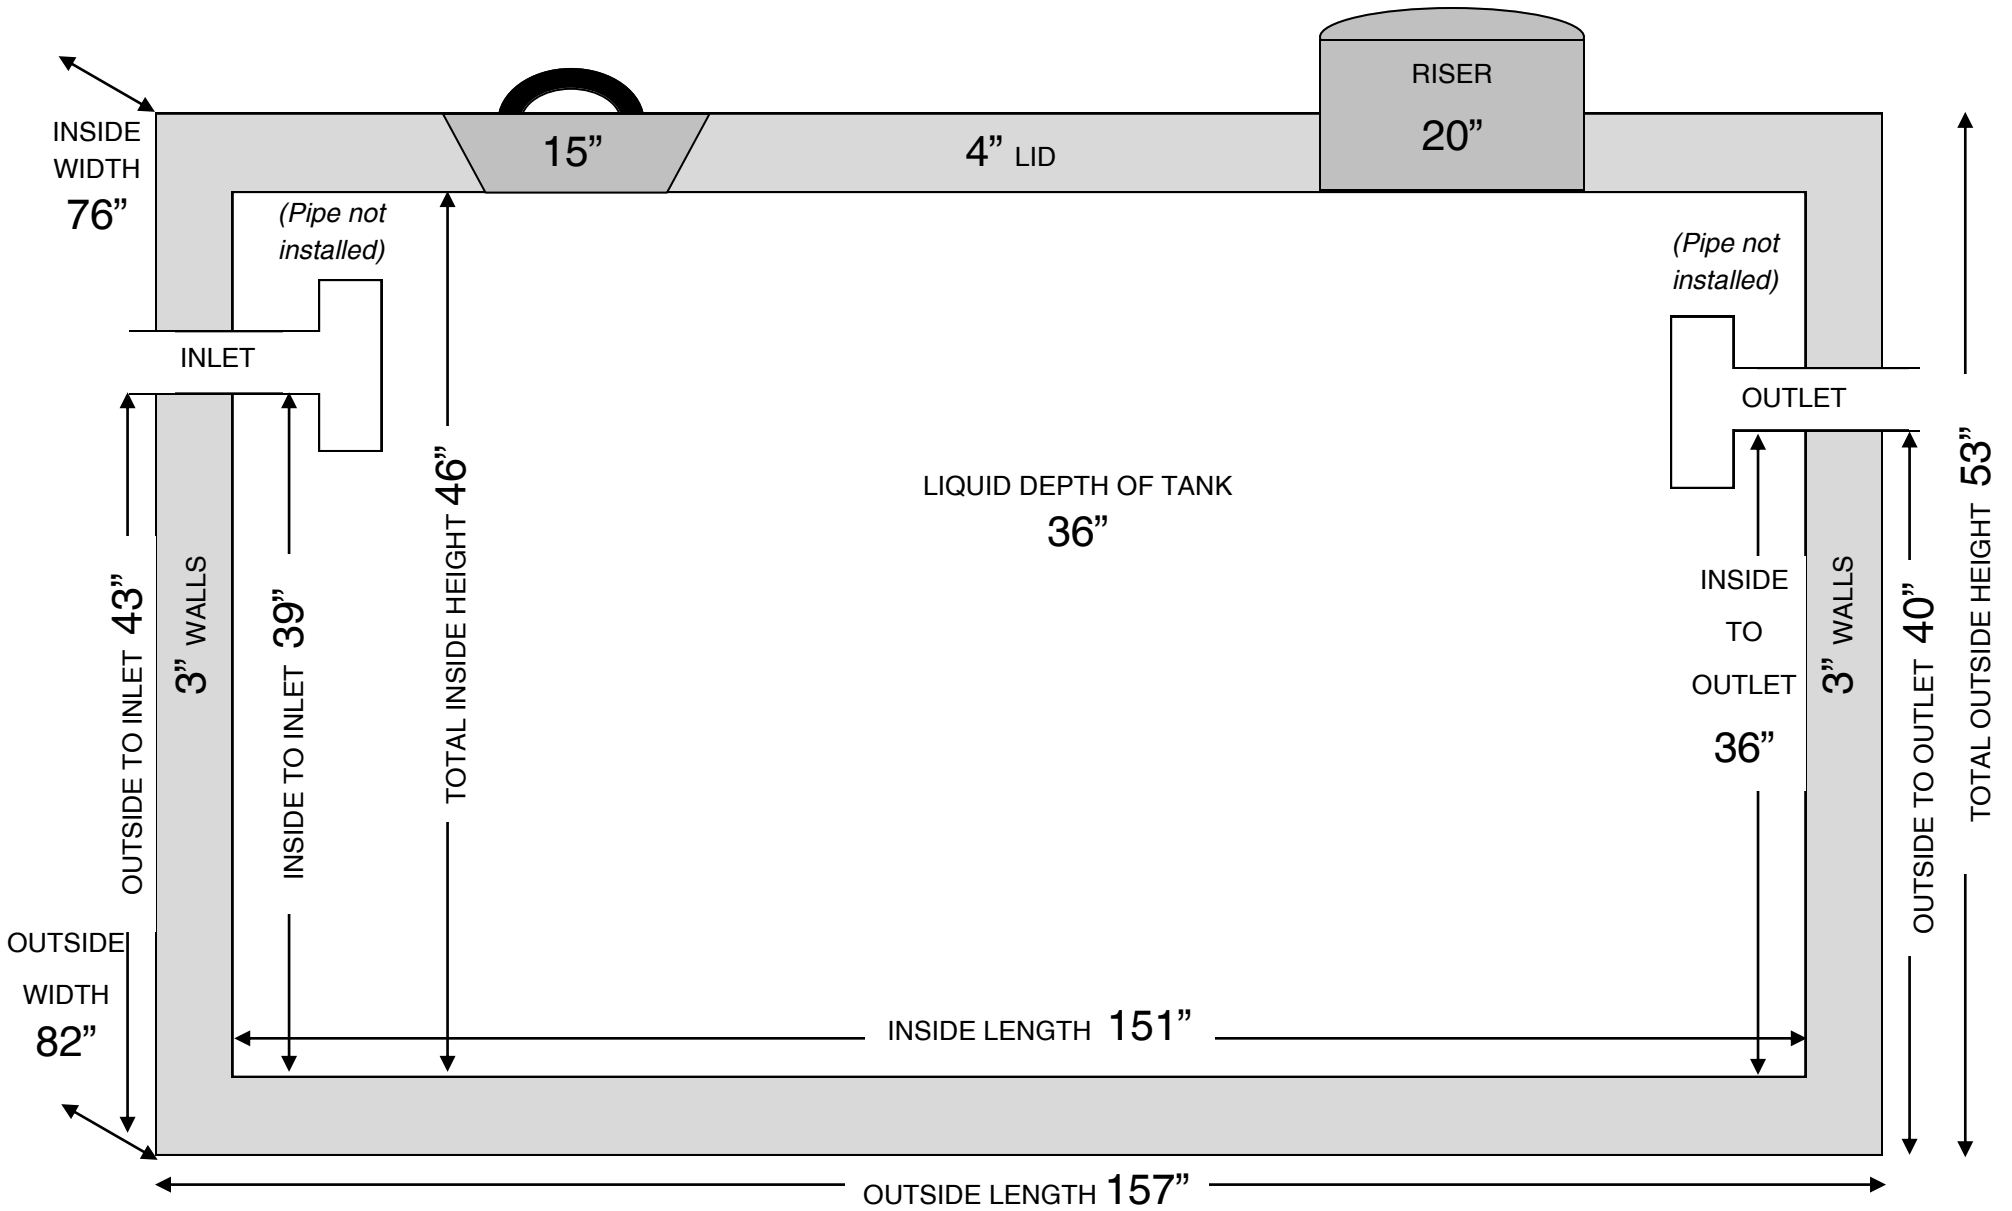 RISER
20”
15”
4” LID
INSIDE
WIDTH
76”
(Pipe not
installed)
(Pipe not
installed)
INLET
OUTLET
LIQUID DEPTH OF TANK
36”
OUTSIDE TO INLET 43”
3” WALLS
INSIDE TO INLET 39”
TOTAL INSIDE HEIGHT 46”
INSIDE
TO
OUTLET
36”
3” WALLS
OUTSIDE TO OUTLET 40”
TOTAL OUTSIDE HEIGHT 53”
OUTSIDE
WIDTH
82”
INSIDE LENGTH 151”
OUTSIDE LENGTH 157”